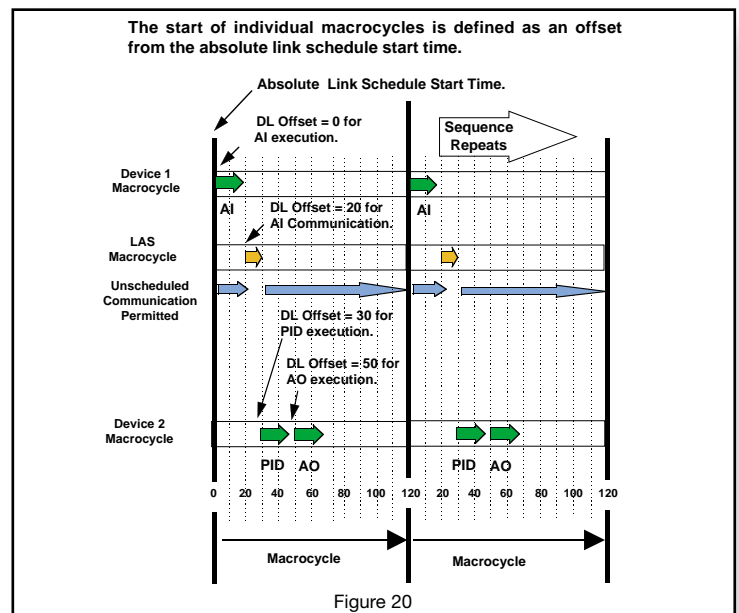 The start of individual macrocycles is defined as an offset
from the absolute link schedule start time.
Absolute Link Schedule Start Time.
DL Offset = 0 for
AI execution.
Sequence
Repeats
Device 1
Macrocycle
AI
AI
DL Offset = 20 for
AI Communication.
LAS
Macrocycle
Unscheduled
Communication
Permitted
DL Offset = 30 for
PID execution.
DL Offset = 50 for
AO execution.
Device 2
Macrocycle
PID AO PID AO
0 20 40 60 80 100 120 20 40 60 80 100 120
Macrocycle Macrocycle
Figure 20